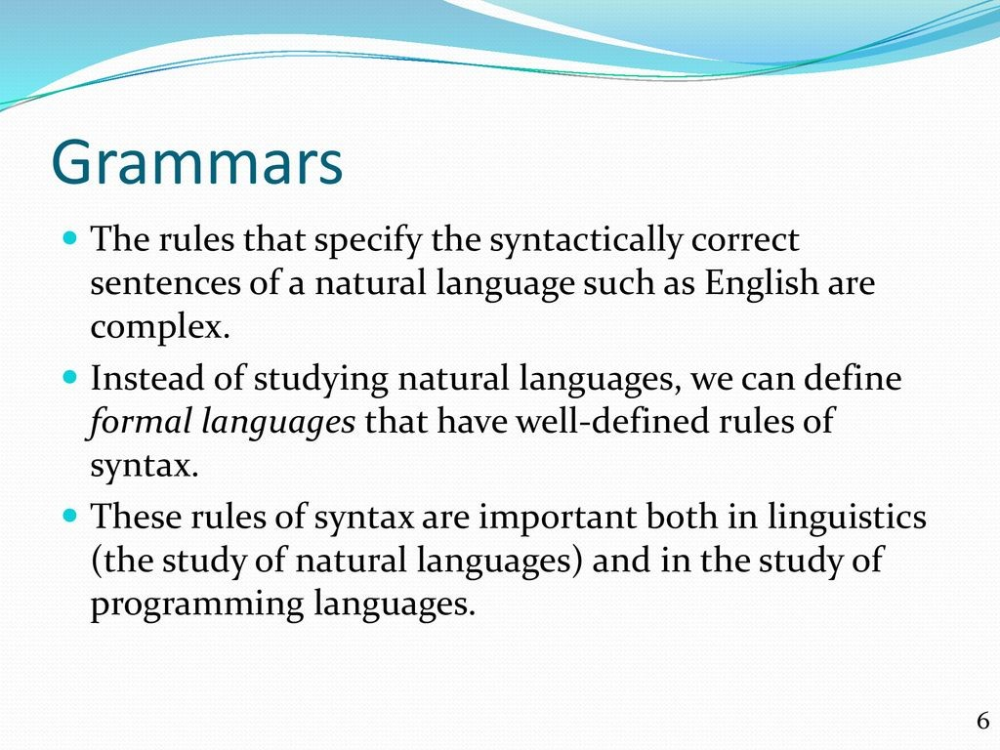 Grammars
• The rules that specify the syntactically correct
sentences of a natural language such as English are
complex.
• Instead of studying natural languages, we can define
formal languages that have well-defined rules of
syntax.
• These rules of syntax are important both in linguistics
(the study of natural languages) and in the study of
programming languages.
6